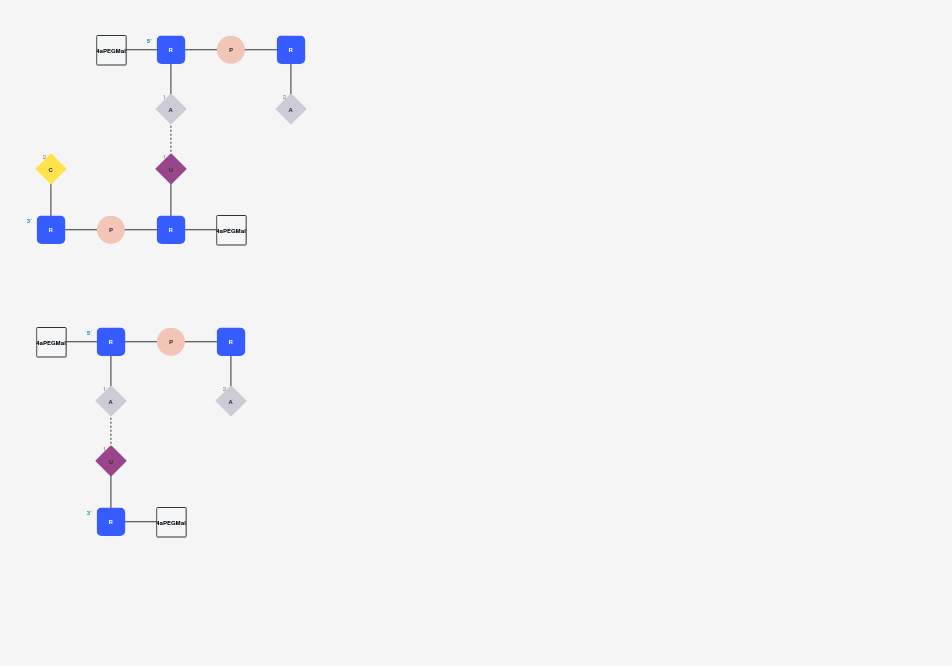 4aPEGMal 5' R P R
1 A 2 A
2 C 1 U
3' R P R 4aPEGMal
4aPEGMal 5' R P R
1 A 2 A
1 U
3' R 4aPEGMal